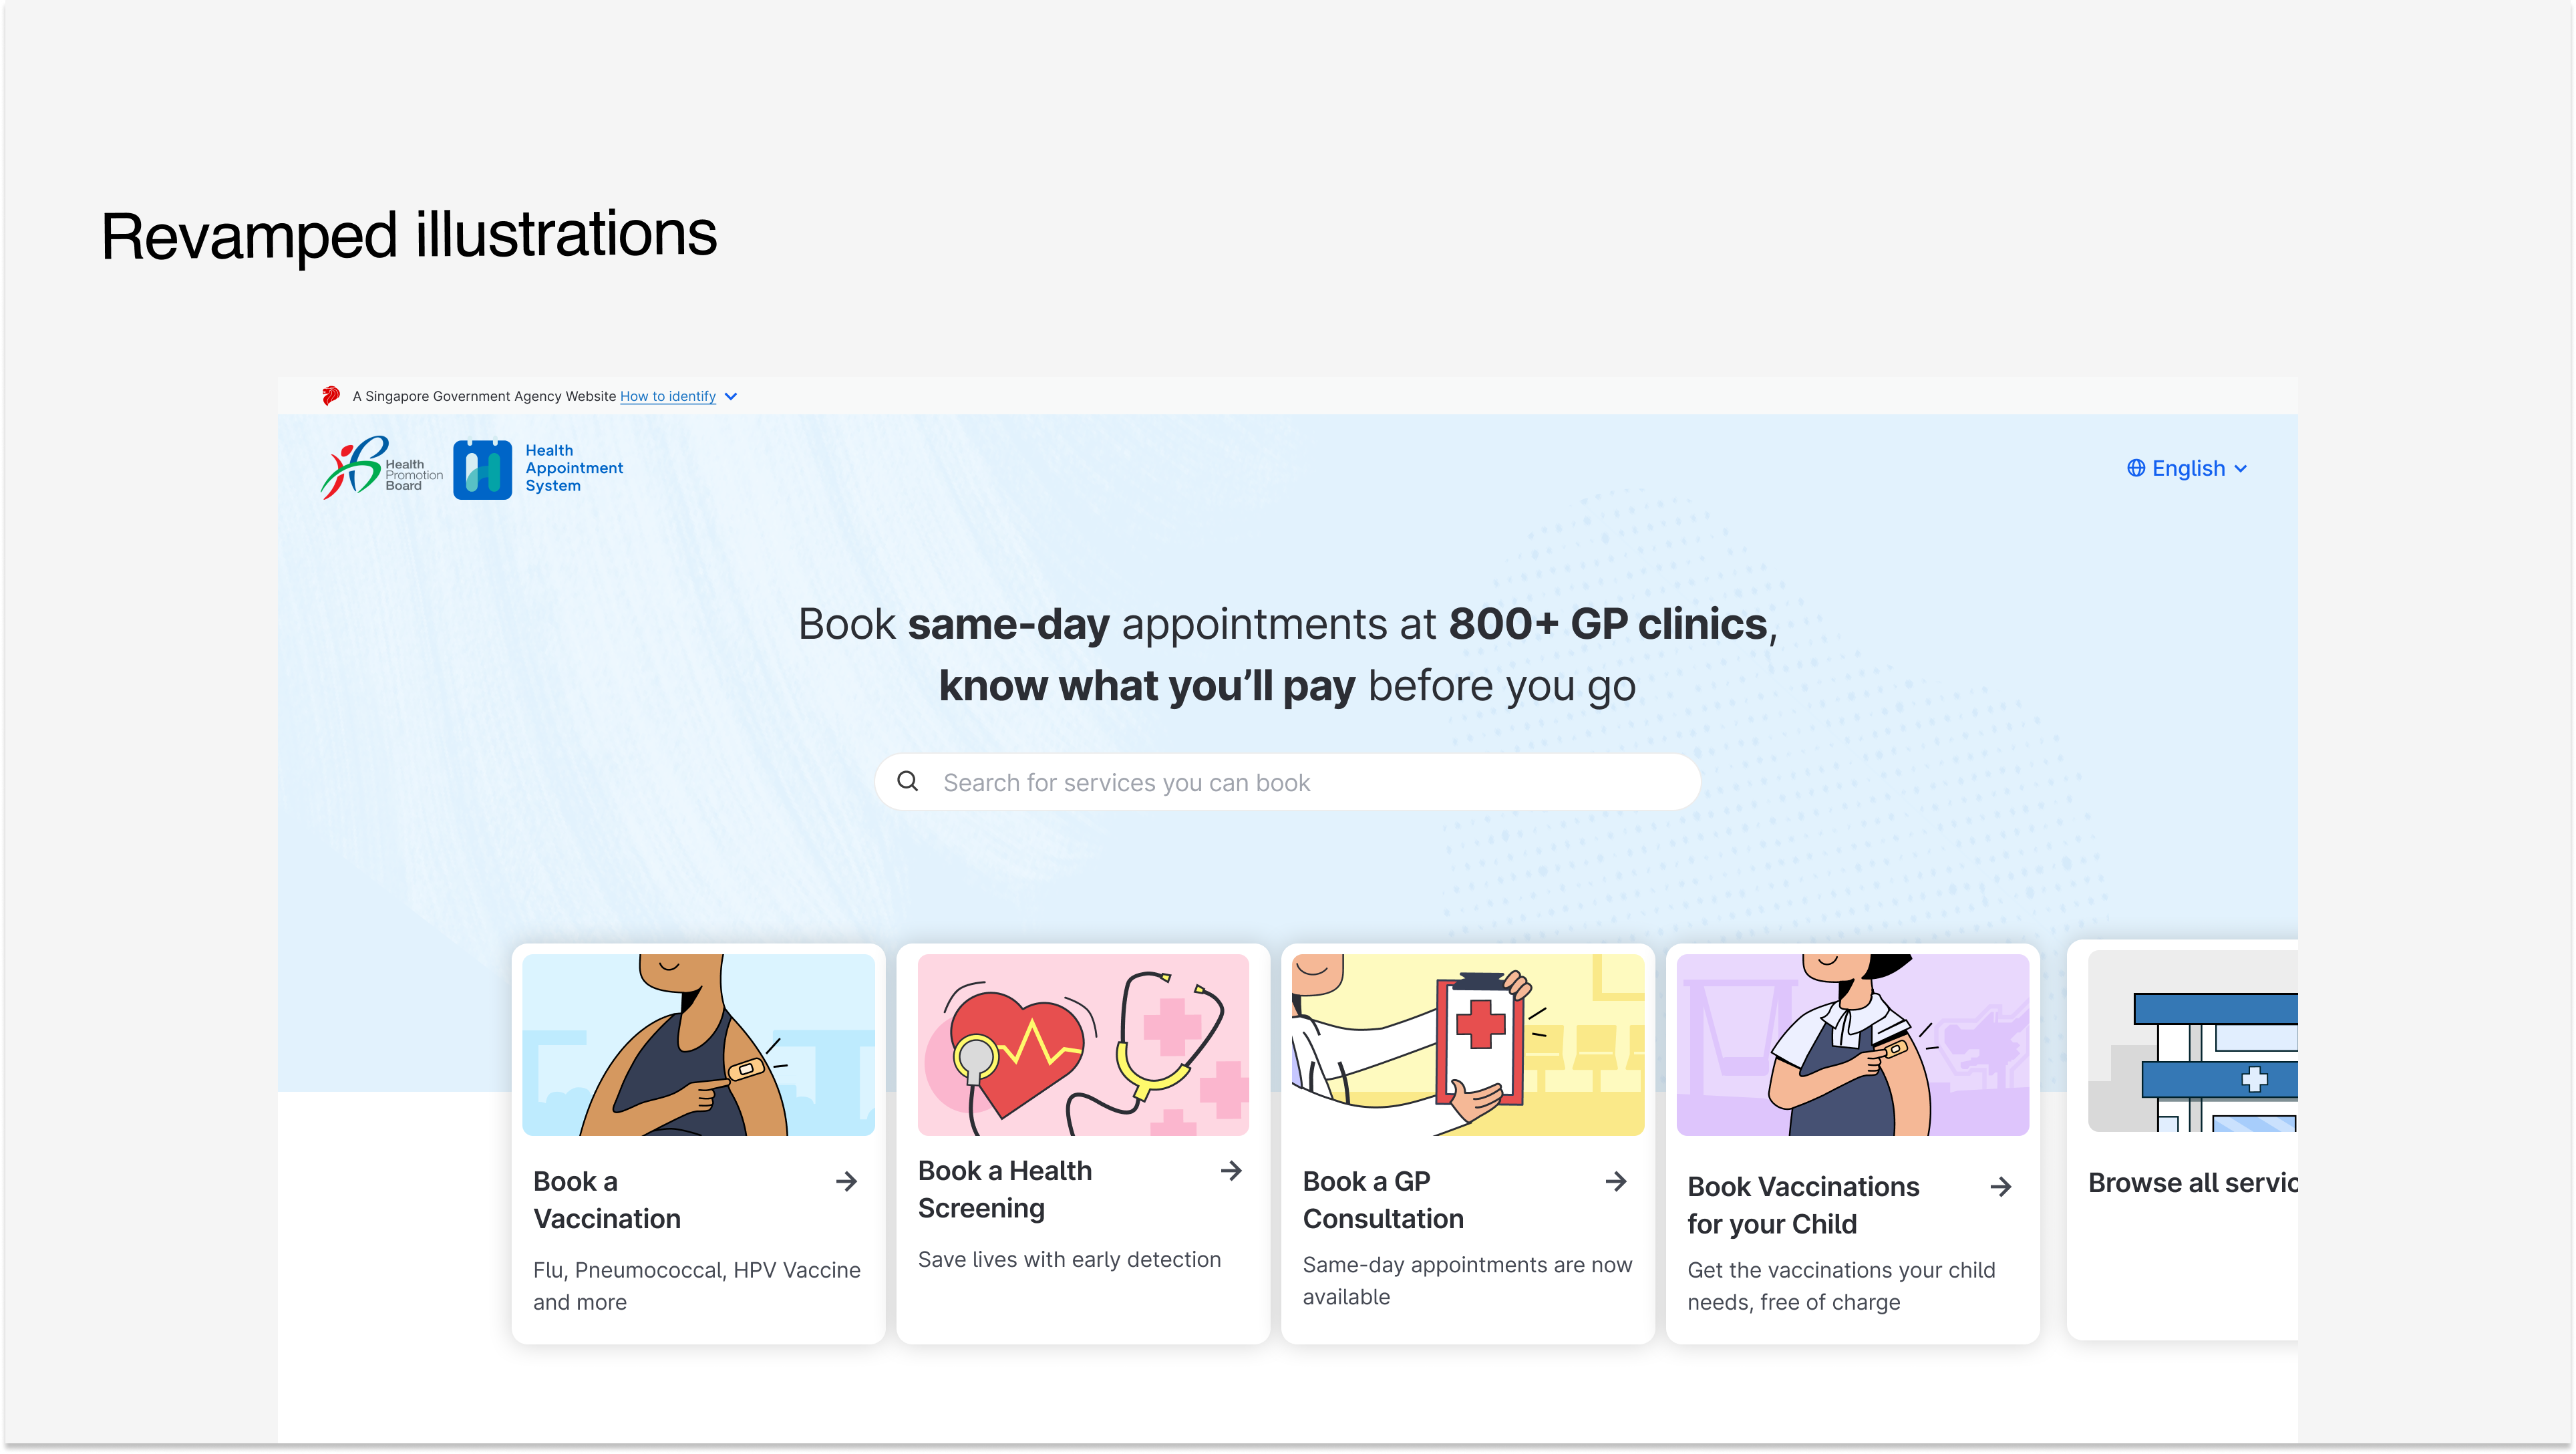 Revamped illustrations
A Singapore Government Agency Website How to identify
Health
Promotion
Board
Health
Appointment
System
English
Book same-day appointments at 800+ GP clinics,
know what you’ll pay before you go
Search for services you can book
Book a
Vaccination
Flu, Pneumococcal, HPV Vaccine
and more
Book a Health
Screening
Save lives with early detection
Book a GP
Consultation
Same-day appointments are now
available
Book Vaccinations
for your Child
Get the vaccinations your child
needs, free of charge
Browse all servic